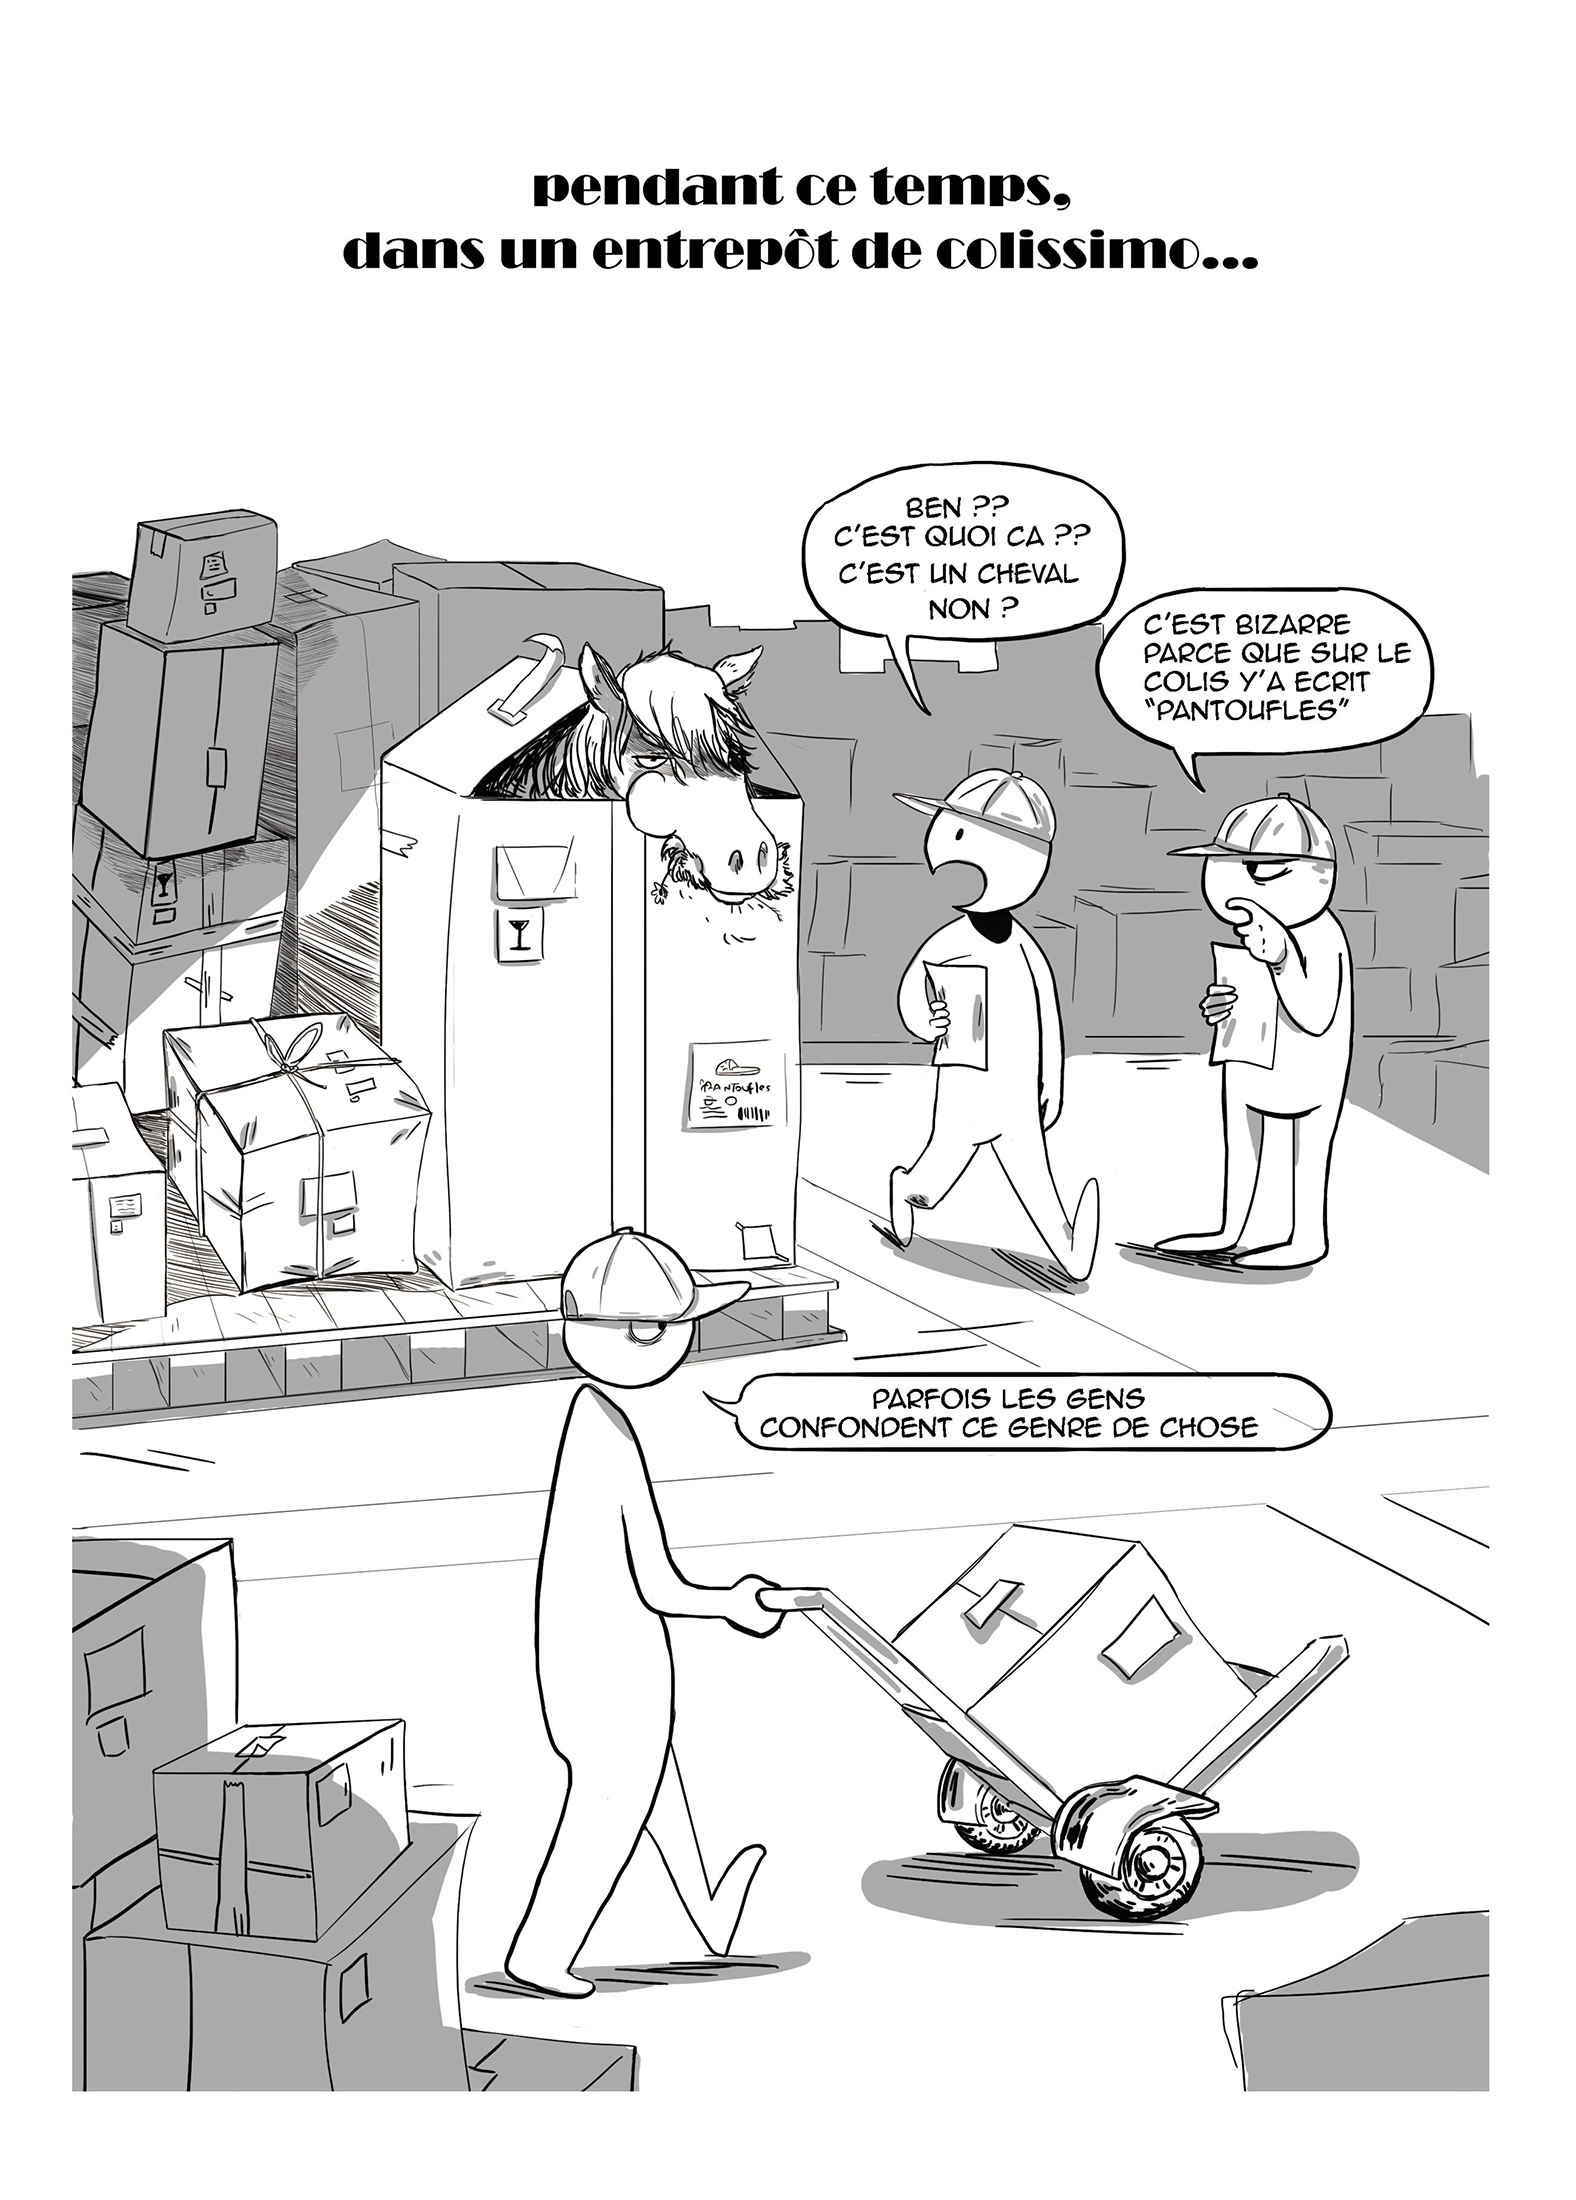 pendant ce temps,
dans un entrepôt de colissimo...
BEN ??
C'EST QUOI CA ??
C'EST UN CHEVAL
NON ?
C'EST BIZARRE
PARCE QUE SUR LE
COLIS Y'A ECRIT
"PANTOUFLES"
PANTOUFLES
PARFOIS LES GENS
CONFONDENT CE GENRE DE CHOSE